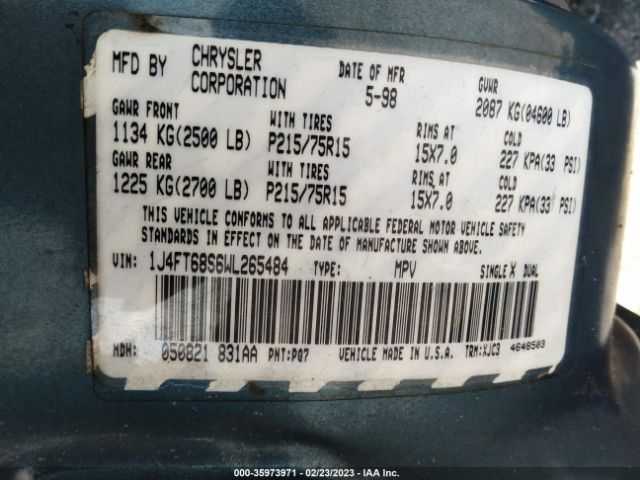 MFD BY CHRYSLER CORPORATION DATE OF MFR 5-98 GVWR 2087 KG(04600 LB)
GAWR FRONT WITH TIRES RIMS AT COLD
1134 KG(2500 LB) P215/75R15 15X7.0 227 KPA(33 PSI)
GAWR REAR WITH TIRES RIMS AT COLD
1225 KG(2700 LB) P215/75R15 15X7.0 227 KPA(33 PSI)
THIS VEHICLE CONFORMS TO ALL APPLICABLE FEDERAL MOTOR VEHICLE SAFETY
STANDARDS IN EFFECT ON THE DATE OF MANUFACTURE SHOWN ABOVE.
VIN: 1J4FT68S6WL265484 TYPE: MPV SINGLE X DUAL
MDH: 050821 831AA PNT:PQ7 VEHICLE MADE IN U.S.A. TRM:XJC3 4648503
000-35973971 - 02/23/2023 - IAA Inc.